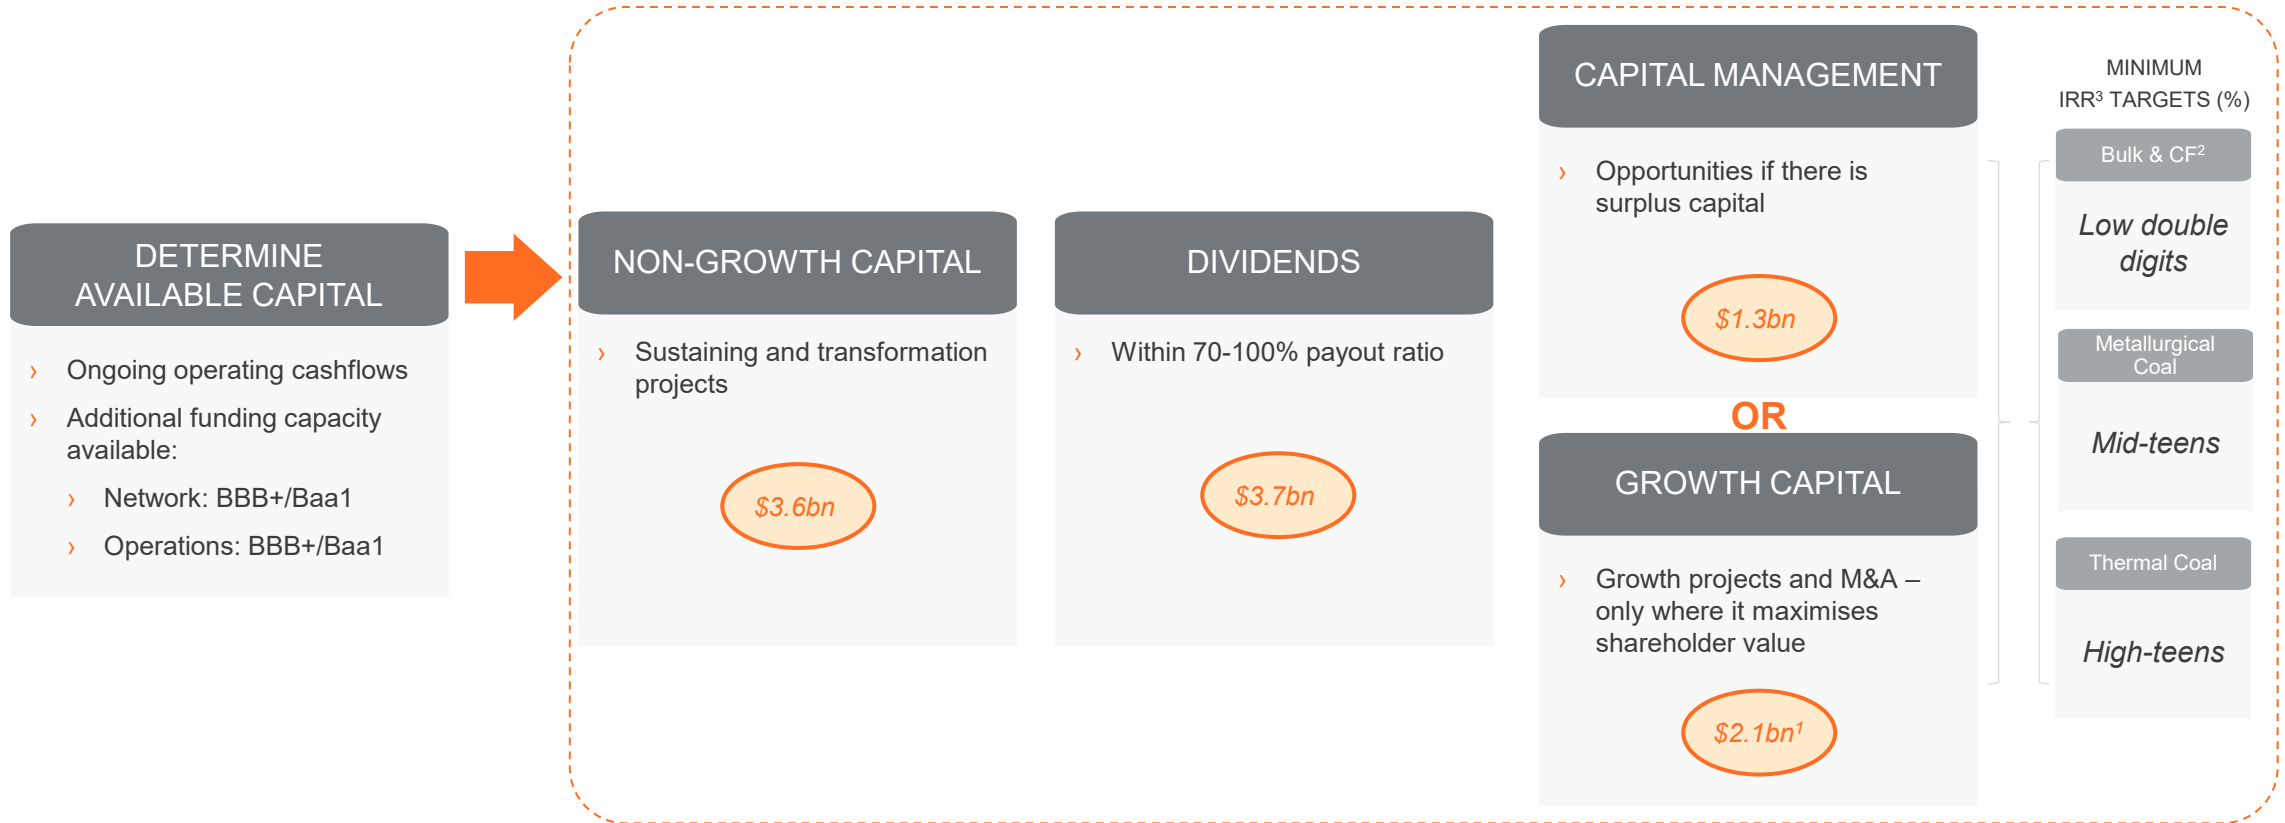 DETERMINE
AVAILABLE CAPITAL
› Ongoing operating cashflows
› Additional funding capacity
available:
› Network: BBB+/Baa1
› Operations: BBB+/Baa1
NON-GROWTH CAPITAL
› Sustaining and transformation
projects
$3.6bn
DIVIDENDS
› Within 70-100% payout ratio
$3.7bn
CAPITAL MANAGEMENT
› Opportunities if there is
surplus capital
$1.3bn
OR
GROWTH CAPITAL
› Growth projects and M&A –
only where it maximises
shareholder value
$2.1bn¹
MINIMUM
IRR³ TARGETS (%)
Bulk & CF²
Low double
digits
Metallurgical
Coal
Mid-teens
Thermal Coal
High-teens